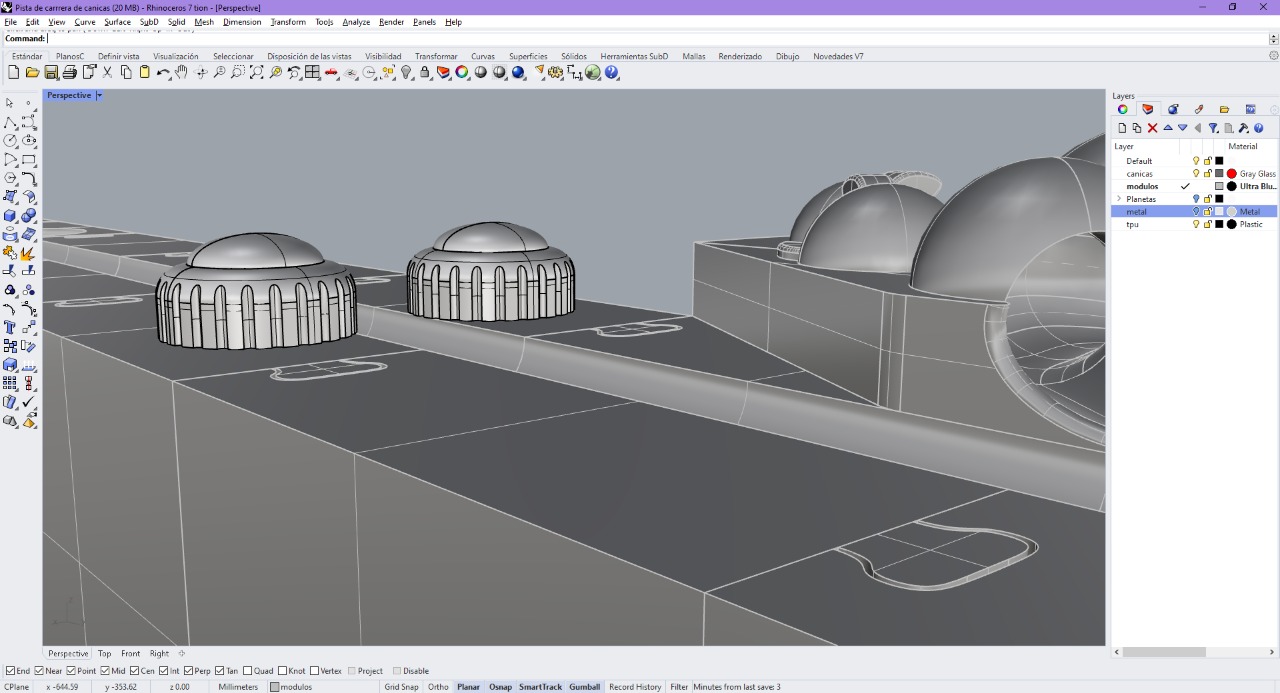 Pista de carrera de canicas (20 MB) - Rhinoceros 7 tion - [Perspective]
File Edit View Curve Surface SubD Solid Mesh Dimension Transform Tools Analyze Render Panels Help
Command:
Estándar PlanosC Definir vista Visualización Seleccionar Disposición de las vistas Visibilidad Transformar Curvas Superficies Sólidos Herramientas SubD Mallas Renderizado Dibujo Novedades V7
Perspective
Layers
Layer Material
Default
canicas Gray Glass
modulos Ultra Blu...
Planetas
metal Metal
tpu Plastic
Perspective Top Front Right
End Near Point Mid Cen Int Perp Tan Quad Knot Vertex Project Disable
CPlane x -644.59 y -353.62 z 0.00 Millimeters modulos Grid Snap Ortho Planar Osnap SmartTrack Gumball Record History Filter Minutes from last save: 3